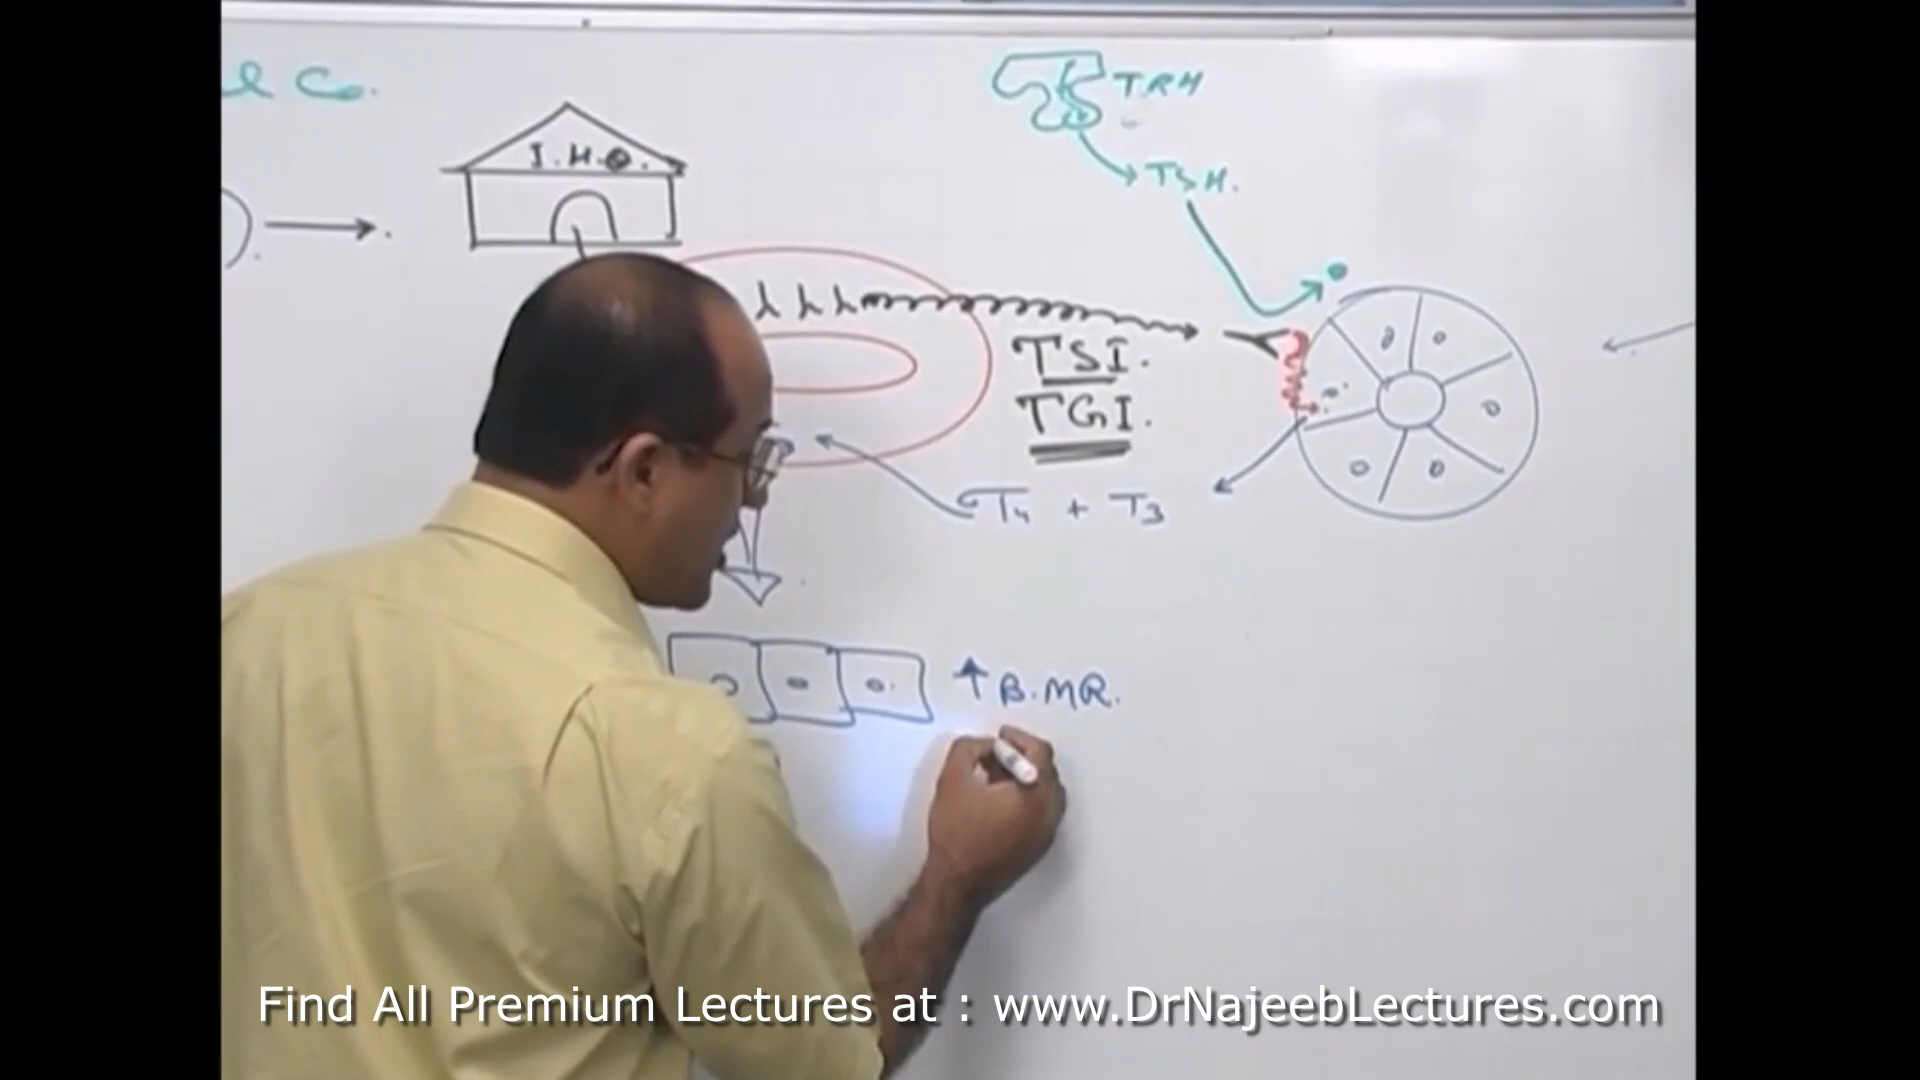 & Co.
I.H.O.
TRH
TSH.
TSI.
TGI.
T4 + T3
↑ B.MR.
Find All Premium Lectures at : www.DrNajeebLectures.com